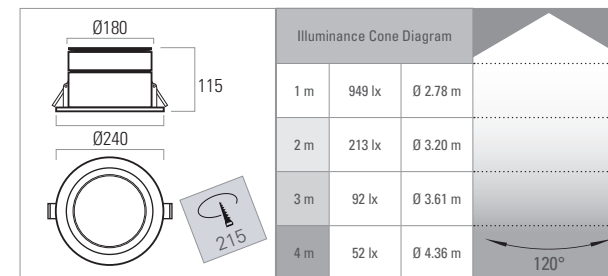 Ø180
115
Ø240
215
Illuminance Cone Diagram
1 m 949 lx Ø 2.78 m
2 m 213 lx Ø 3.20 m
3 m 92 lx Ø 3.61 m
4 m 52 lx Ø 4.36 m
120°